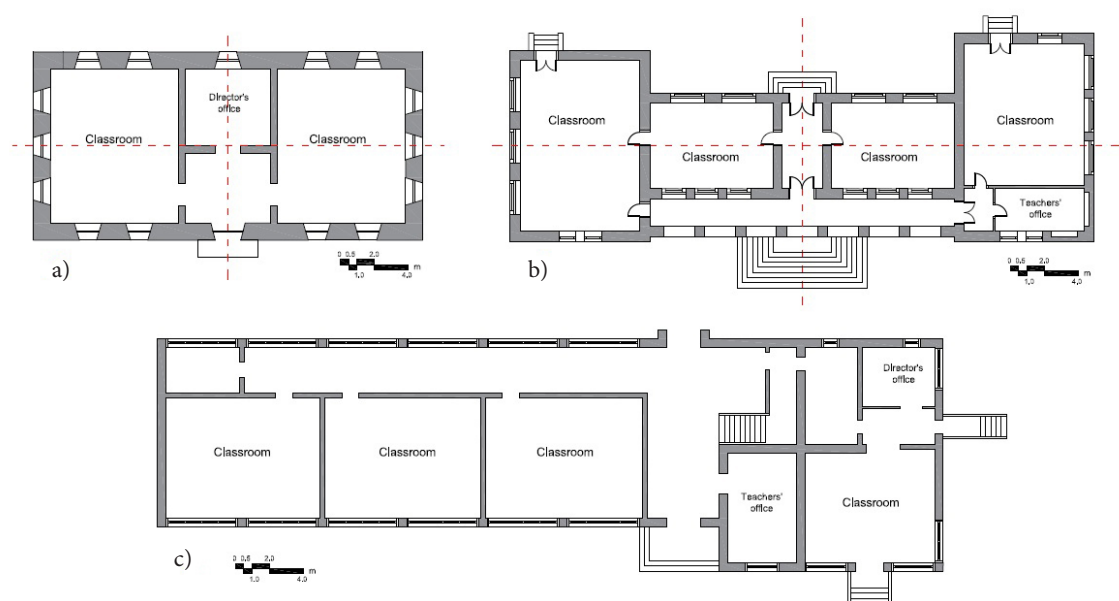 Classroom
Director's
office
Classroom
a)
0 0.5 2.0
1.0 4.0 m
Classroom
Classroom
Classroom
Classroom
Teachers'
office
b)
0 0.5 2.0
1.0 4.0 m
Classroom
Classroom
Classroom
Teachers'
office
Director's
office
Classroom
c)
0 0.5 2.0
1.0 4.0 m